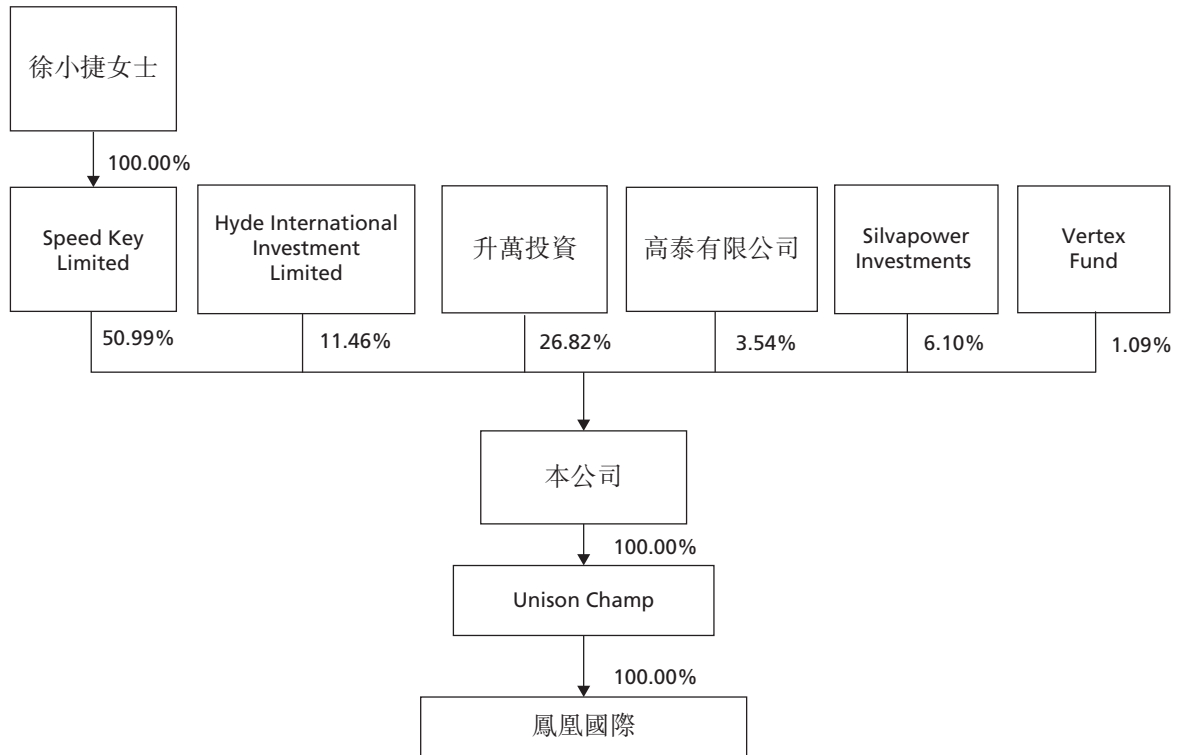 徐小捷女士
100.00%
Speed Key
Limited
Hyde International
Investment
Limited
升萬投資
高泰有限公司
Silvapower
Investments
Vertex
Fund
50.99%
11.46%
26.82%
3.54%
6.10%
1.09%
本公司
100.00%
Unison Champ
100.00%
鳳凰國際